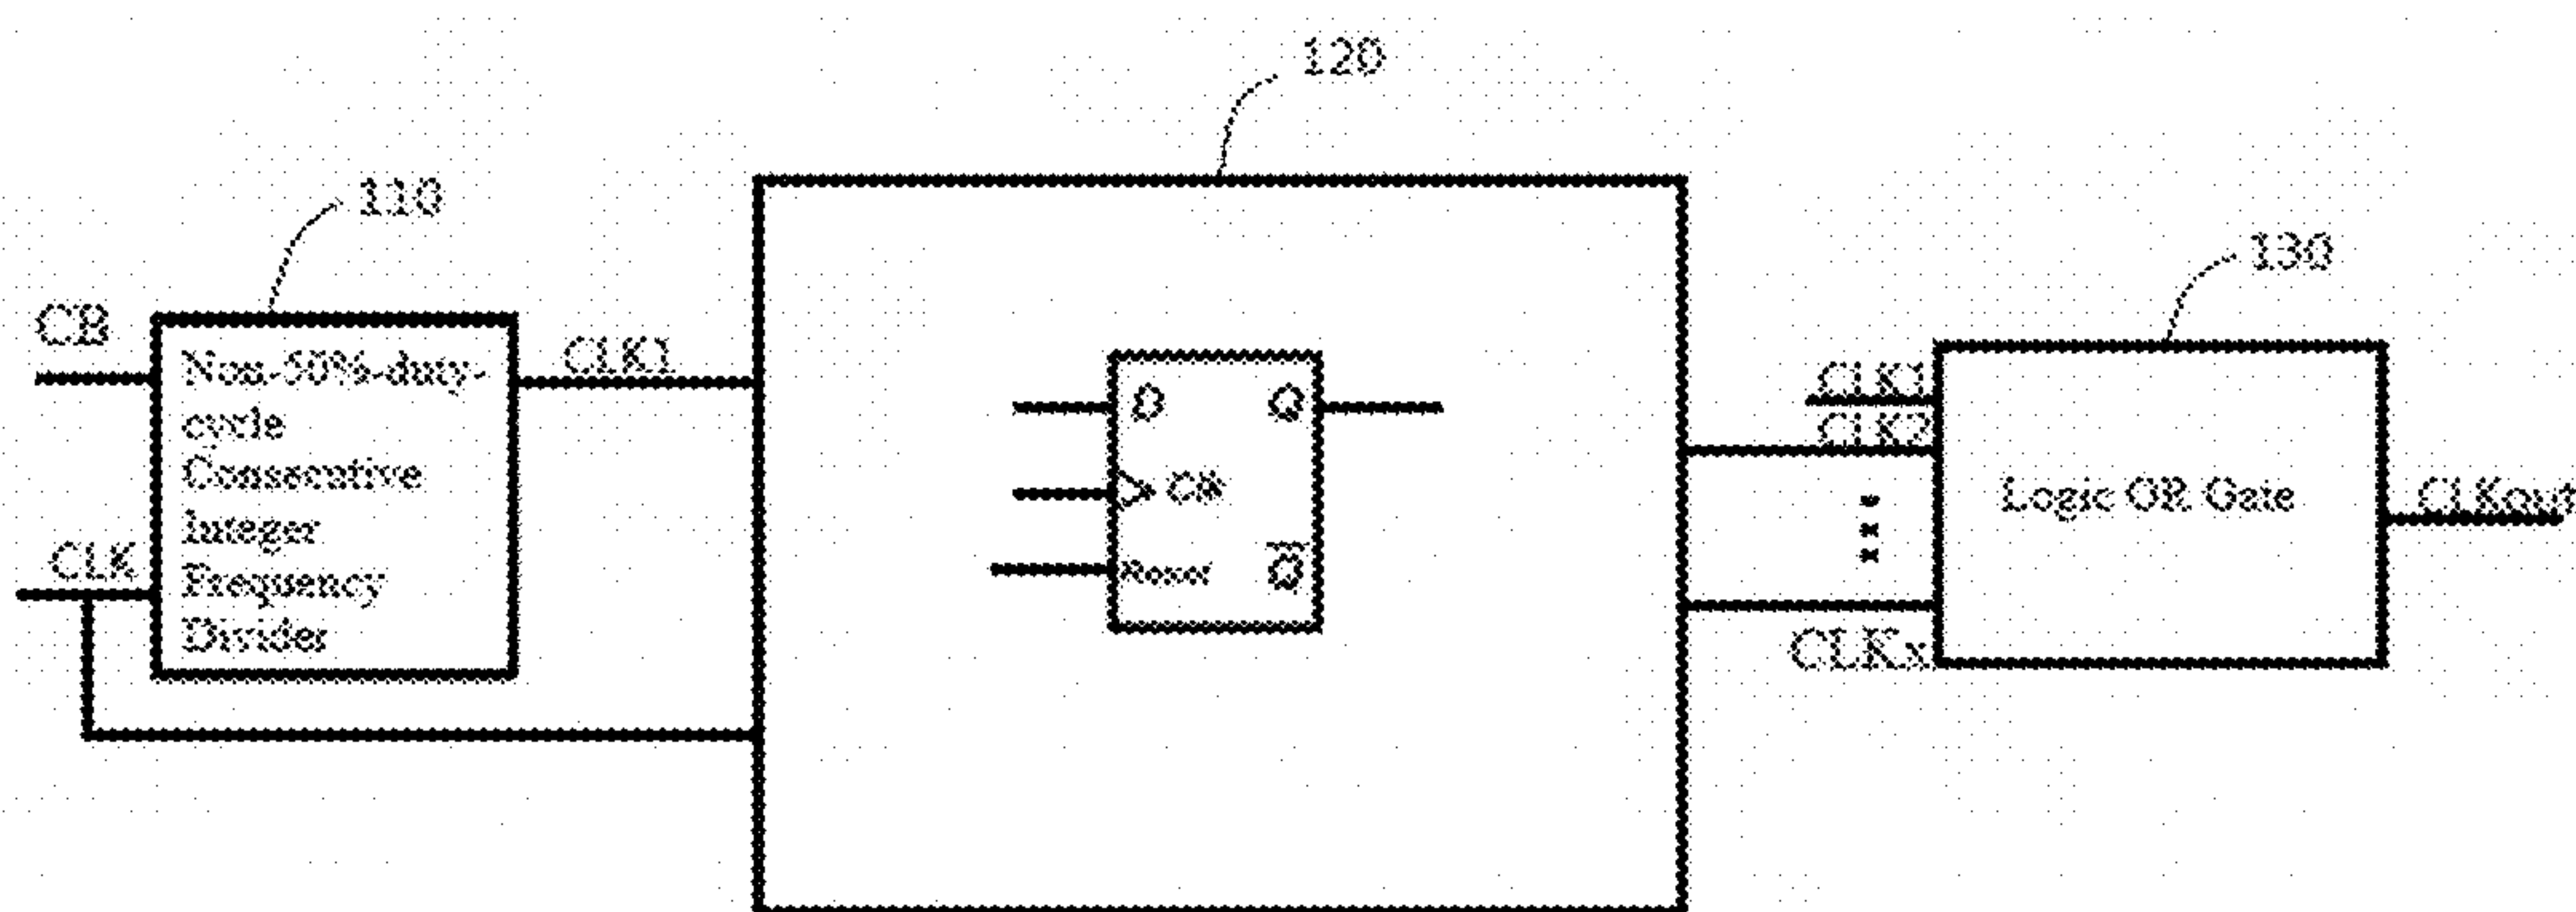 120
110
130
CB
Non-50%-duty-
cycle
Consecutive
Integer
Frequency
Divider
CLK
CLK1
D
Q
Reset
Q̅
CLK1
CLK2
CLKx
Logic OR Gate
CLKout